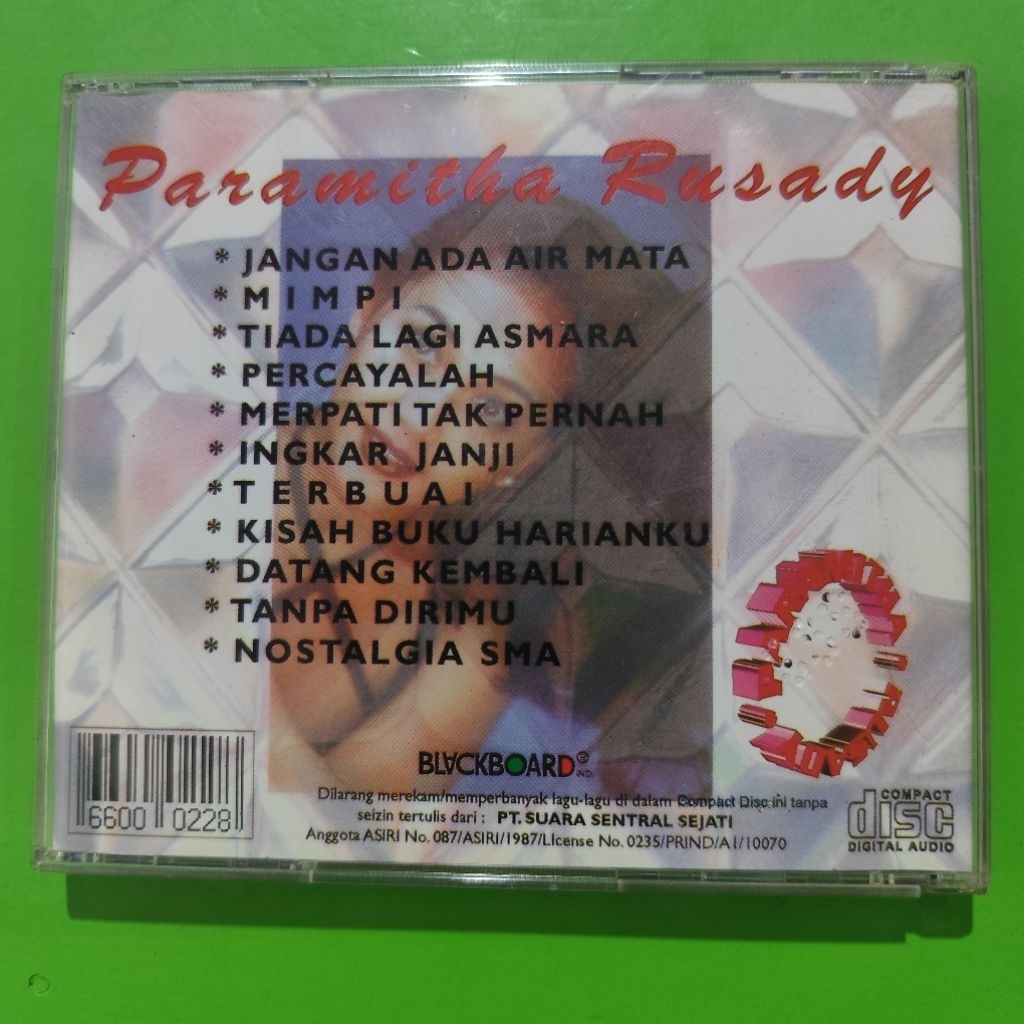 Paramitha Rusady
* JANGAN ADA AIR MATA
* M I M P I
* TIADA LAGI ASMARA
* PERCAYALAH
* MERPATI TAK PERNAH
* INGKAR JANJI
* T E R B U A I
* KISAH BUKU HARIANKU
* DATANG KEMBALI
* TANPA DIRIMU
* NOSTALGIA SMA
BLACKBOARD® IND.
6600 0228
Dilarang merekam/memperbanyak lagu-lagu di dalam Compact Disc ini tanpa
seizin tertulis dari : PT. SUARA SENTRAL SEJATI
Anggota ASIRI No. 087/ASIRI/1987/License No. 0235/PRIND/A1/10070
COMPACT
disc
DIGITAL AUDIO